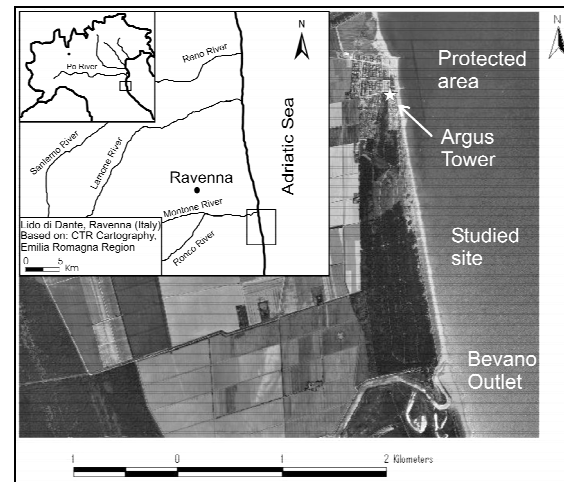 Po River
N
Reno River
Santerno River
Lamone River
Adriatic Sea
Ravenna
Montone River
Ronco River
Lido di Dante, Ravenna (Italy)
Based on: CTR Cartography,
Emilia Romagna Region
0 5
Km
N
Protected
area
Argus
Tower
Studied
site
Bevano
Outlet
-1 0 1 2 Kilometers